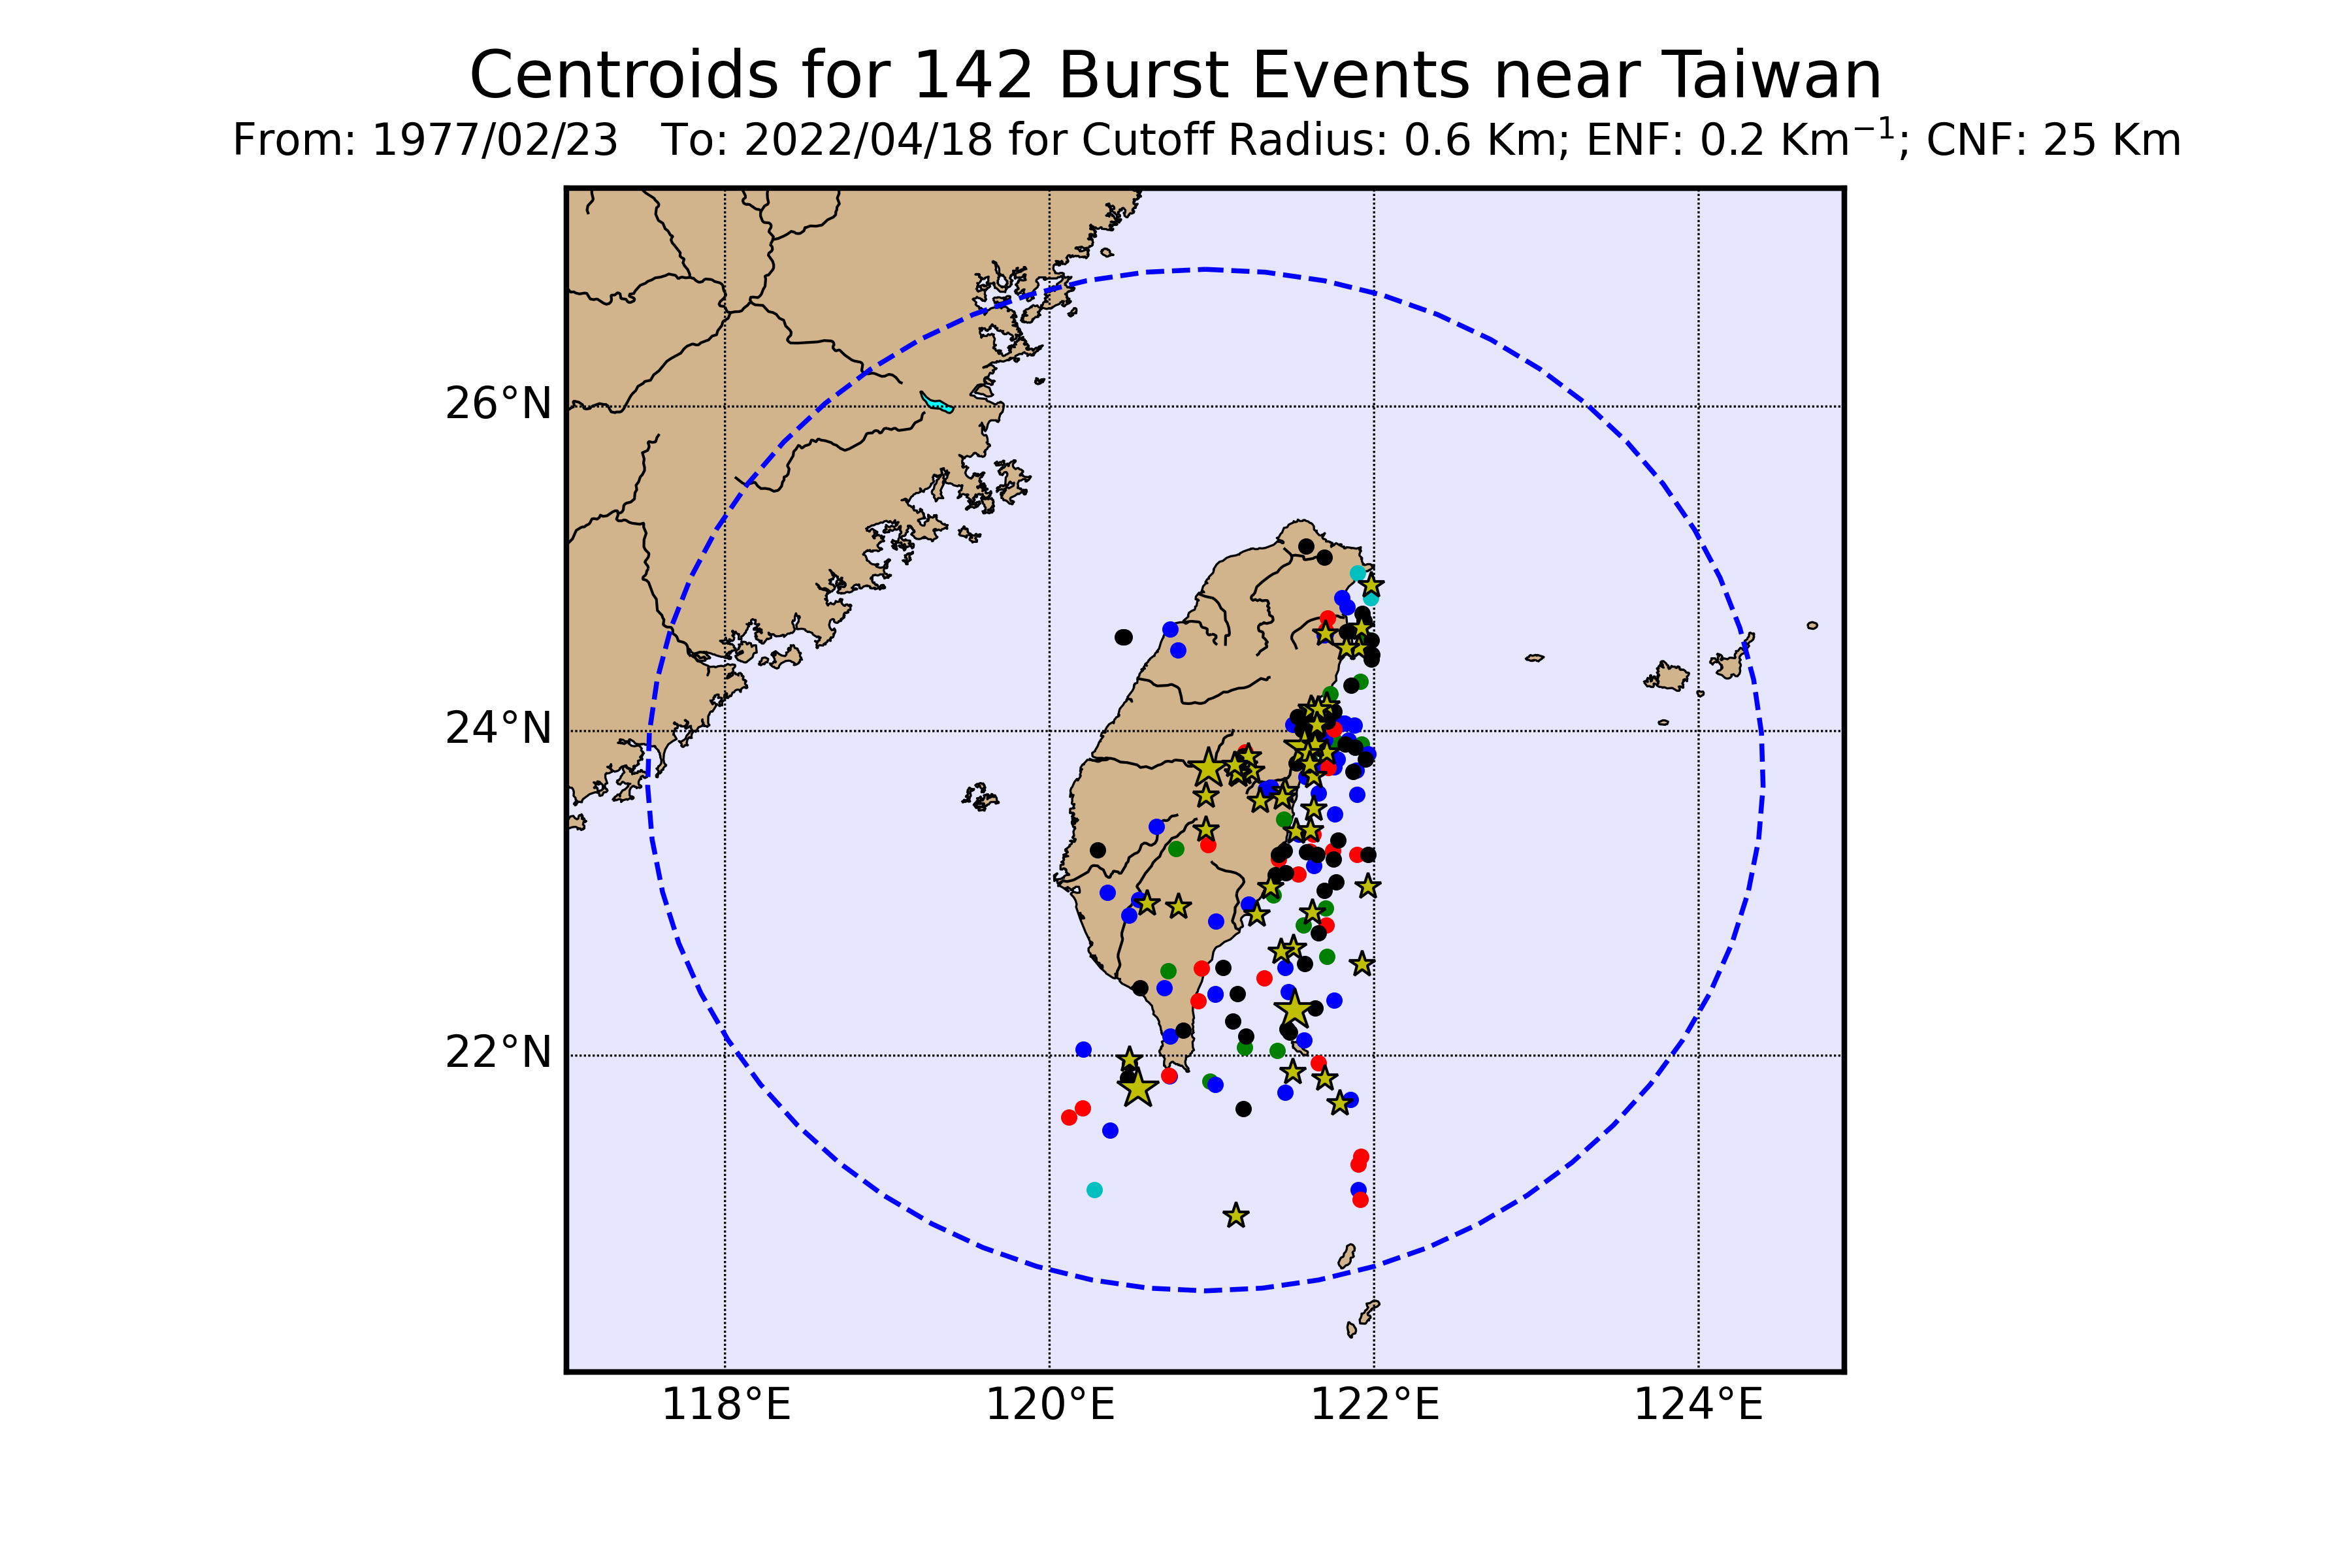 Centroids for 142 Burst Events near Taiwan
From: 1977/02/23 To: 2022/04/18 for Cutoff Radius: 0.6 Km; ENF: 0.2 Km⁻¹; CNF: 25 Km
26°N
24°N
22°N
118°E 120°E 122°E 124°E